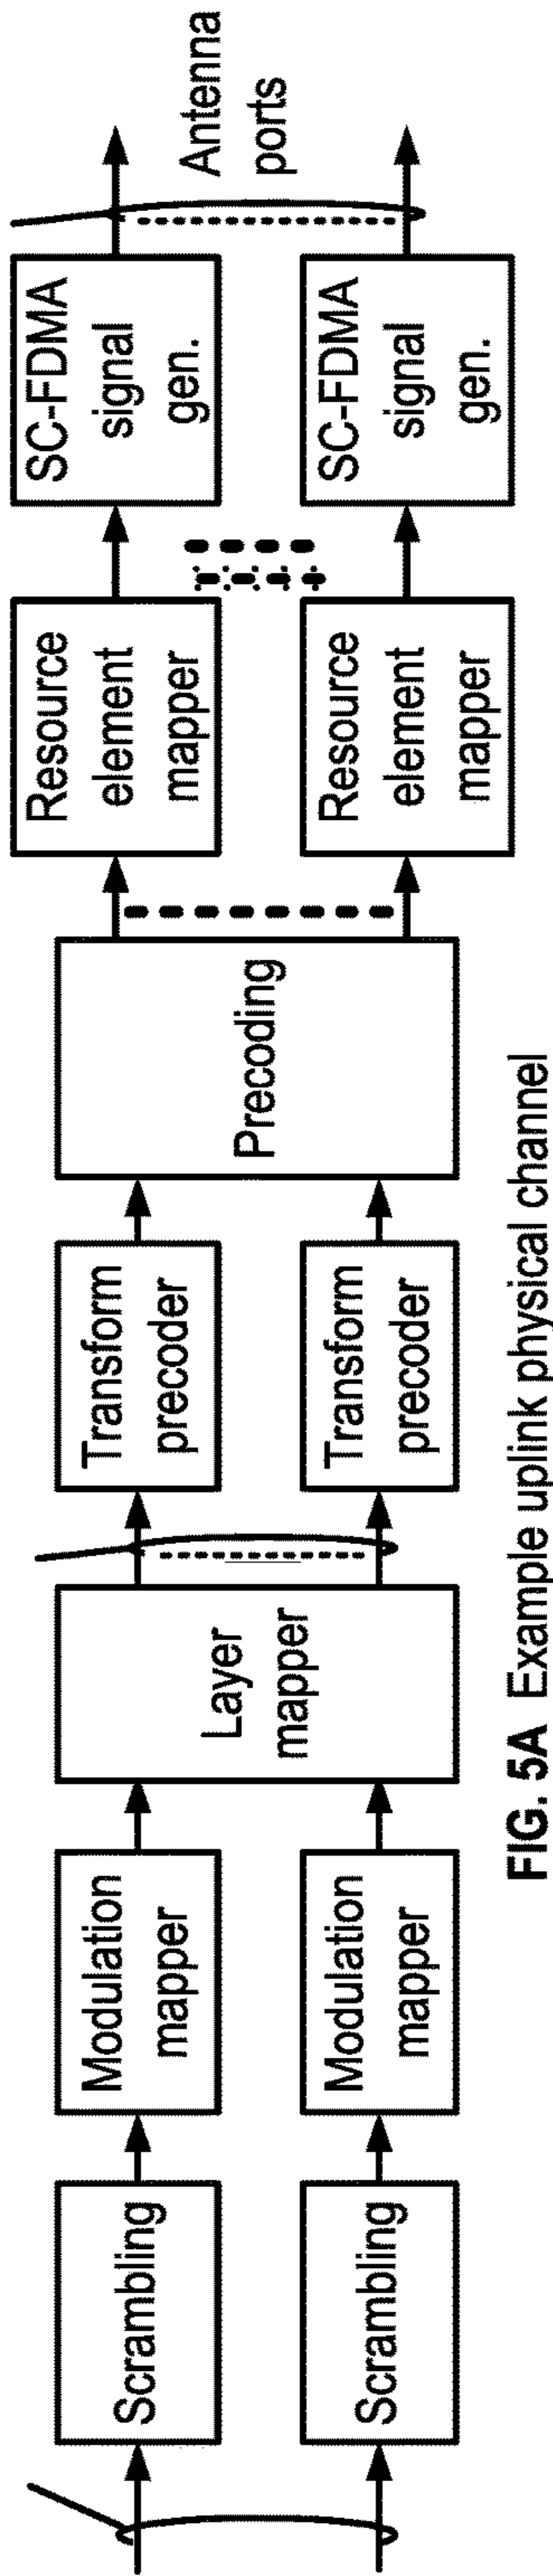 Scrambling
Scrambling
Modulation
mapper
Modulation
mapper
Layer
mapper
Transform
precoder
Transform
precoder
Precoding
Resource
element
mapper
Resource
element
mapper
SC-FDMA
signal
gen.
SC-FDMA
signal
gen.
Antenna
ports
FIG. 5A Example uplink physical channel